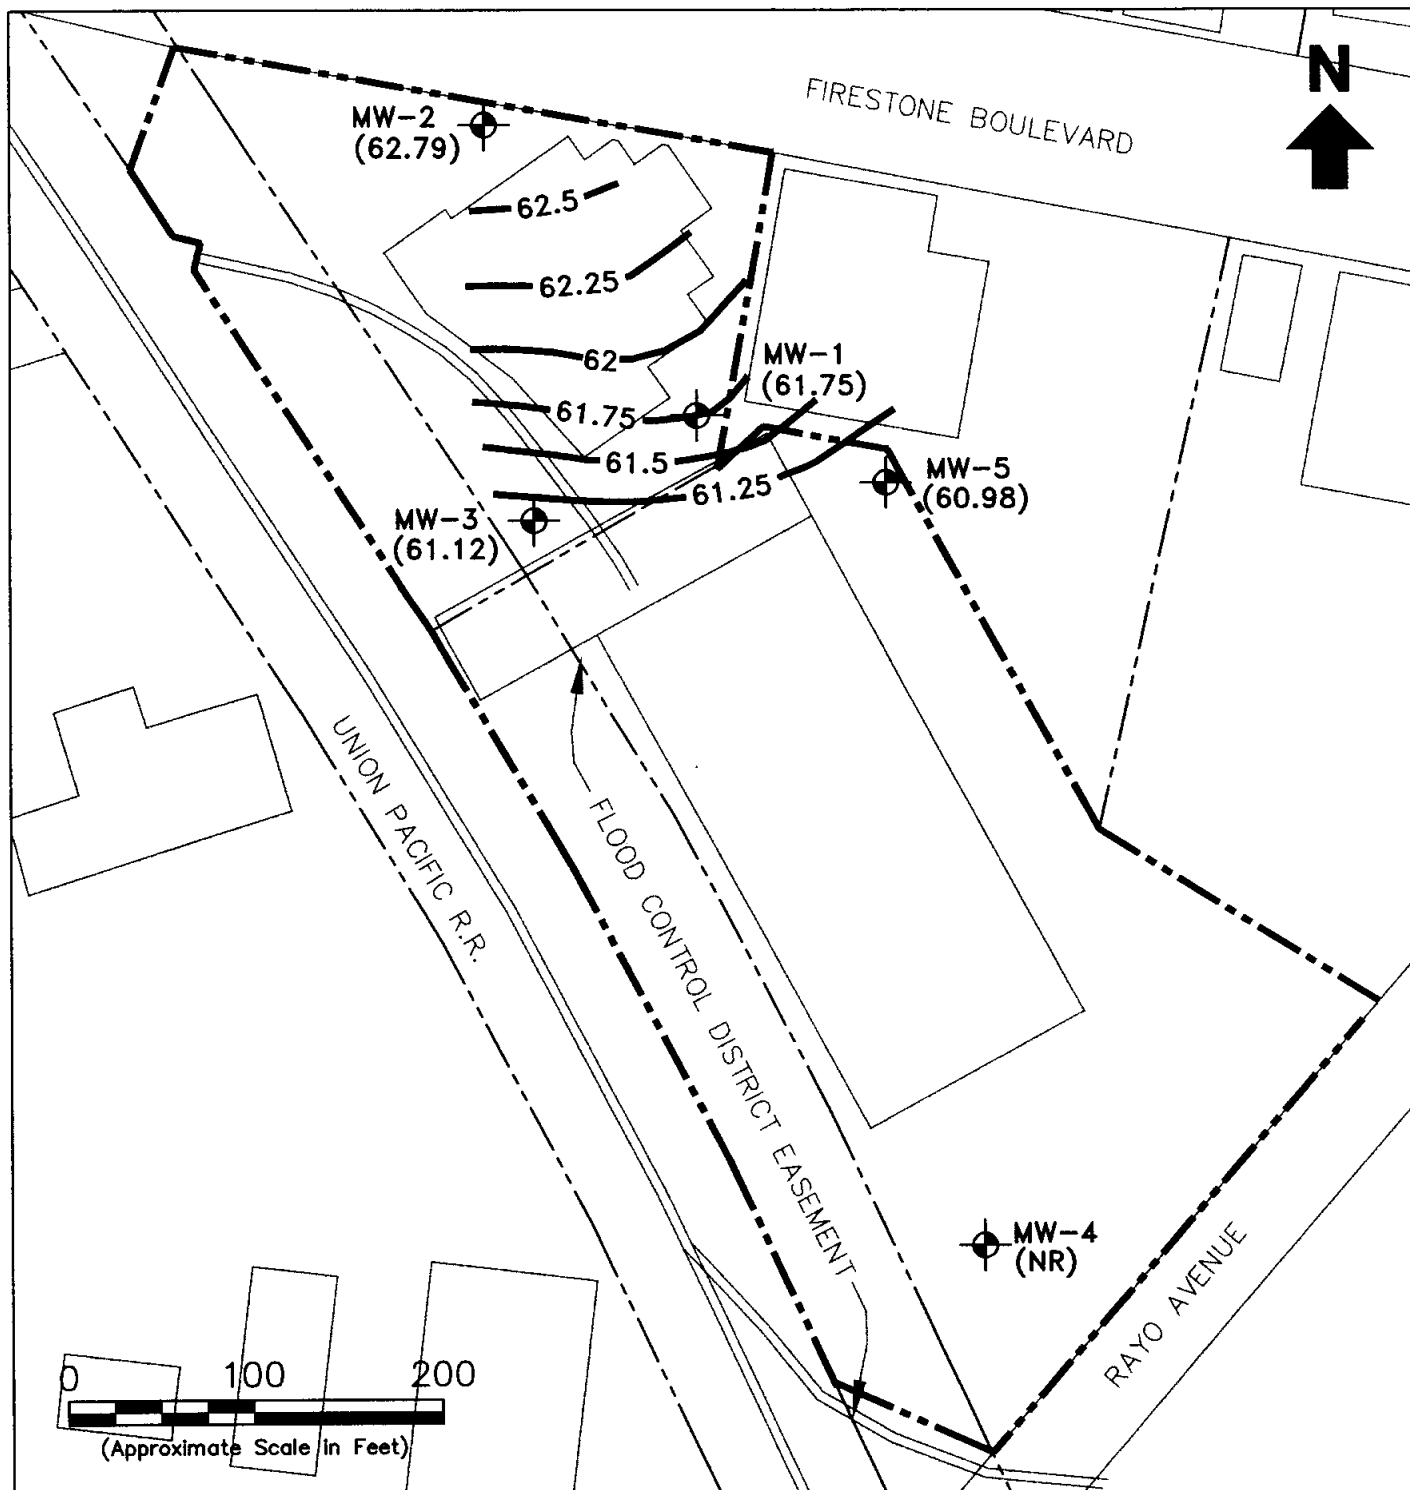 N
FIRESTONE BOULEVARD
MW-2
(62.79)
62.5
62.25
62
MW-1
(61.75)
61.75
61.5
61.25
MW-5
(60.98)
MW-3
(61.12)
UNION PACIFIC R.R.
FLOOD CONTROL DISTRICT EASEMENT
MW-4
(NR)
RAYO AVENUE
0 100 200
(Approximate Scale in Feet)